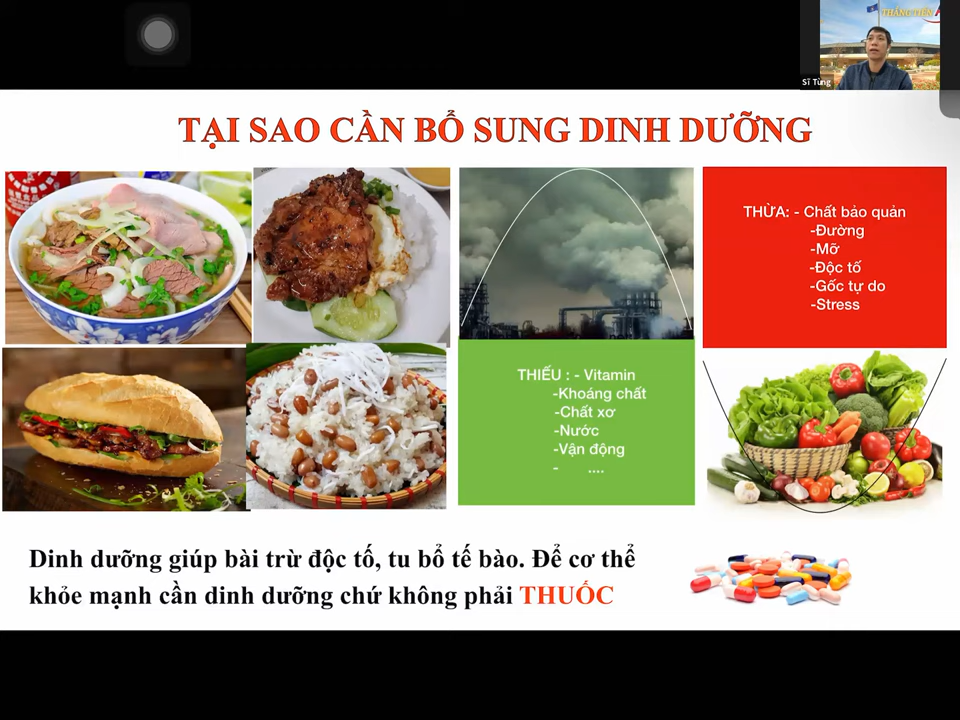 THẮNG TIẾN
Sĩ Tùng
TẠI SAO CẦN BỔ SUNG DINH DƯỠNG
THỪA: - Chất bảo quản
-Đường
-Mỡ
-Độc tố
-Gốc tự do
-Stress
THIẾU : - Vitamin
-Khoáng chất
-Chất xơ
-Nước
-Vận động
- ....
Dinh dưỡng giúp bài trừ độc tố, tu bổ tế bào. Để cơ thể
khỏe mạnh cần dinh dưỡng chứ không phải THUỐC